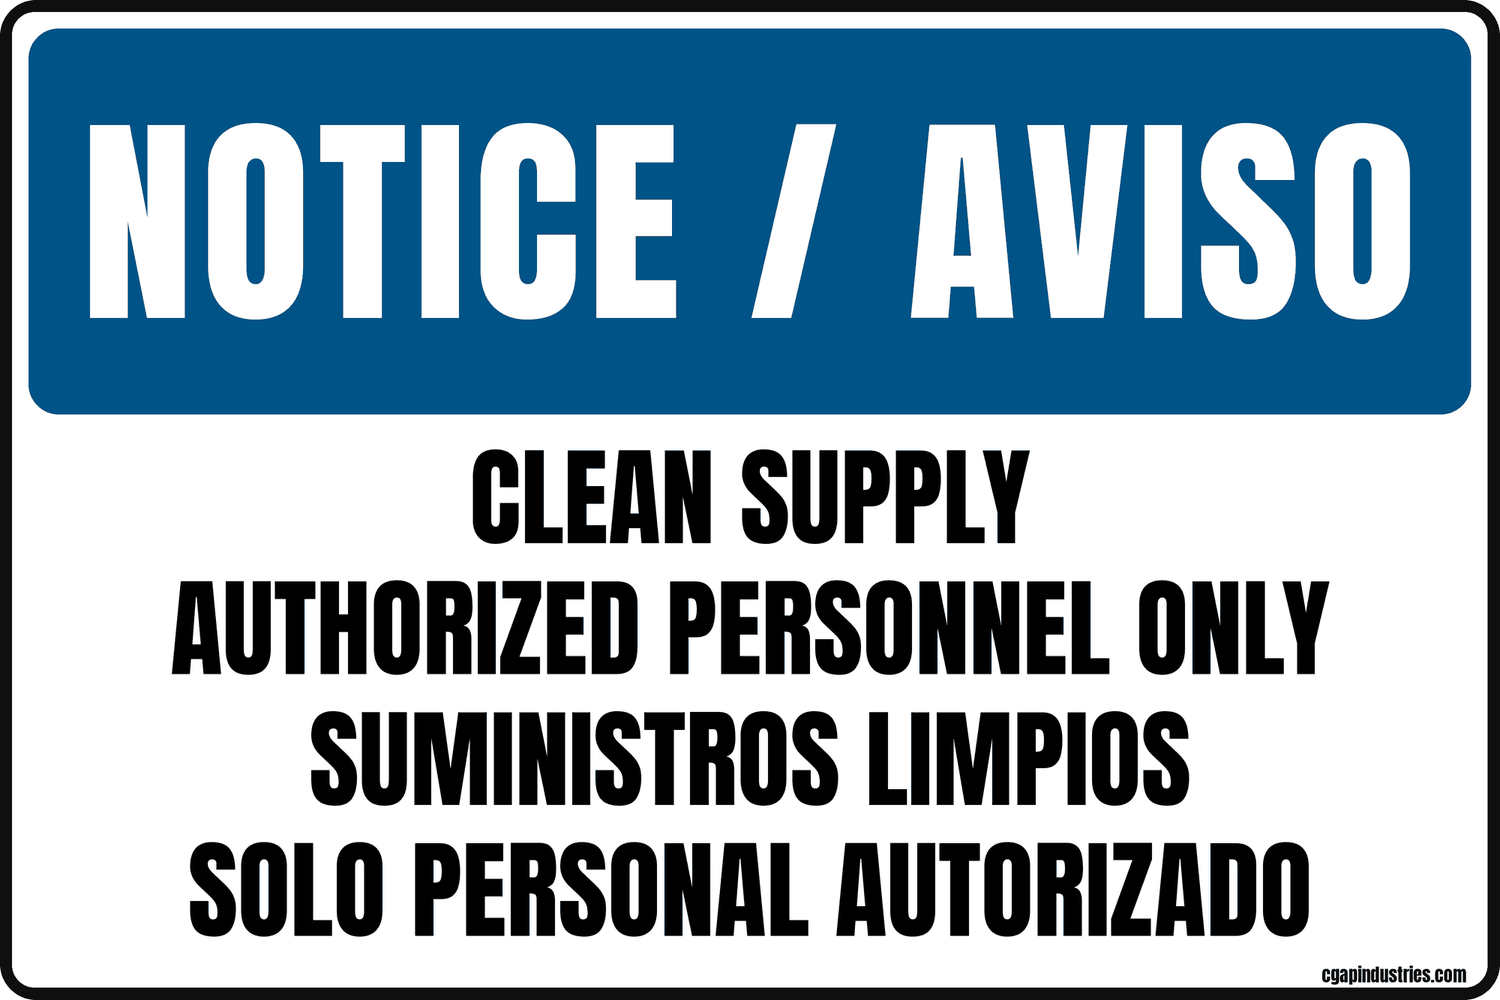 NOTICE / AVISO
CLEAN SUPPLY
AUTHORIZED PERSONNEL ONLY
SUMINISTROS LIMPIOS
SOLO PERSONAL AUTORIZADO
cgapindustries.com